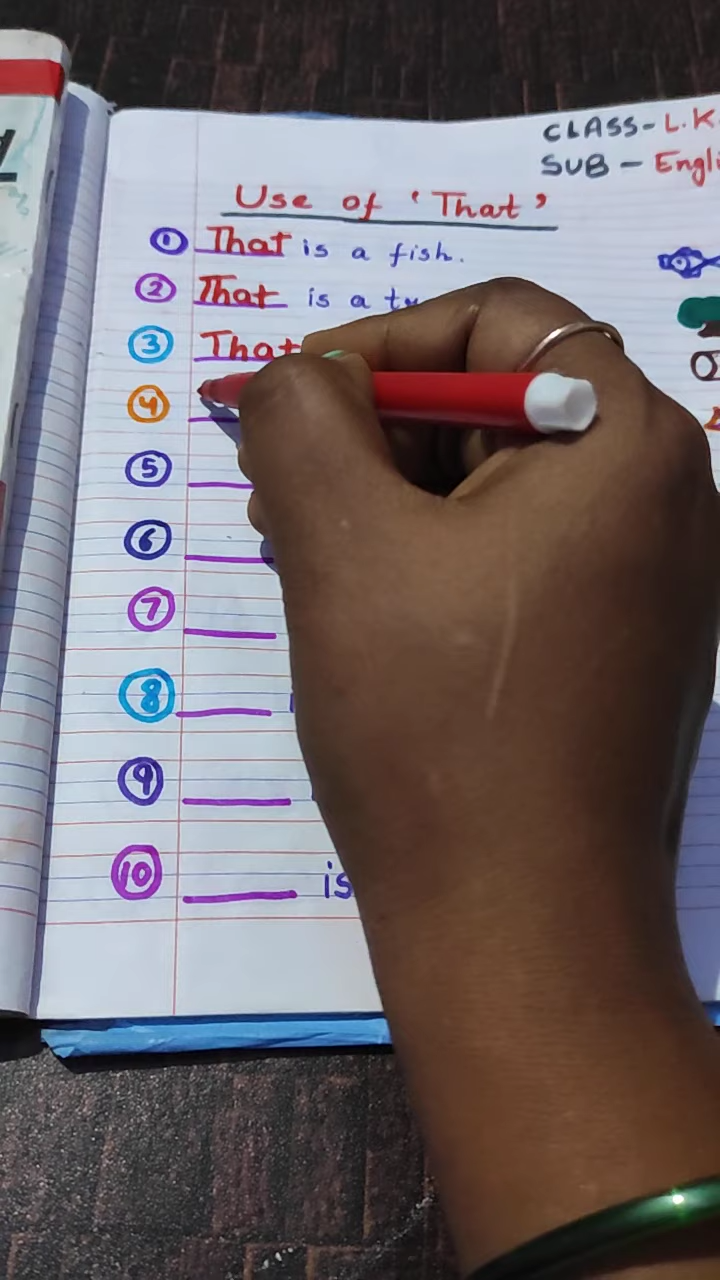 CLASS-L.K.
SUB - Engli
Use of 'That'
① That is a fish.
② That is a
③ That
④
⑤
⑥
⑦
⑧
⑨
⑩ is